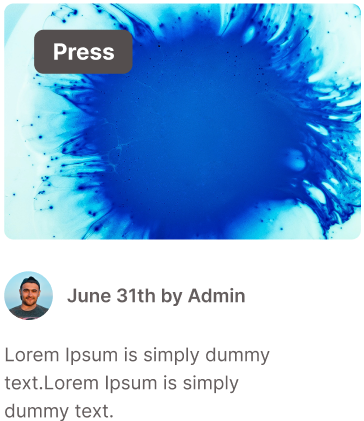 Press
June 31th by Admin
Lorem Ipsum is simply dummy
text.Lorem Ipsum is simply
dummy text.